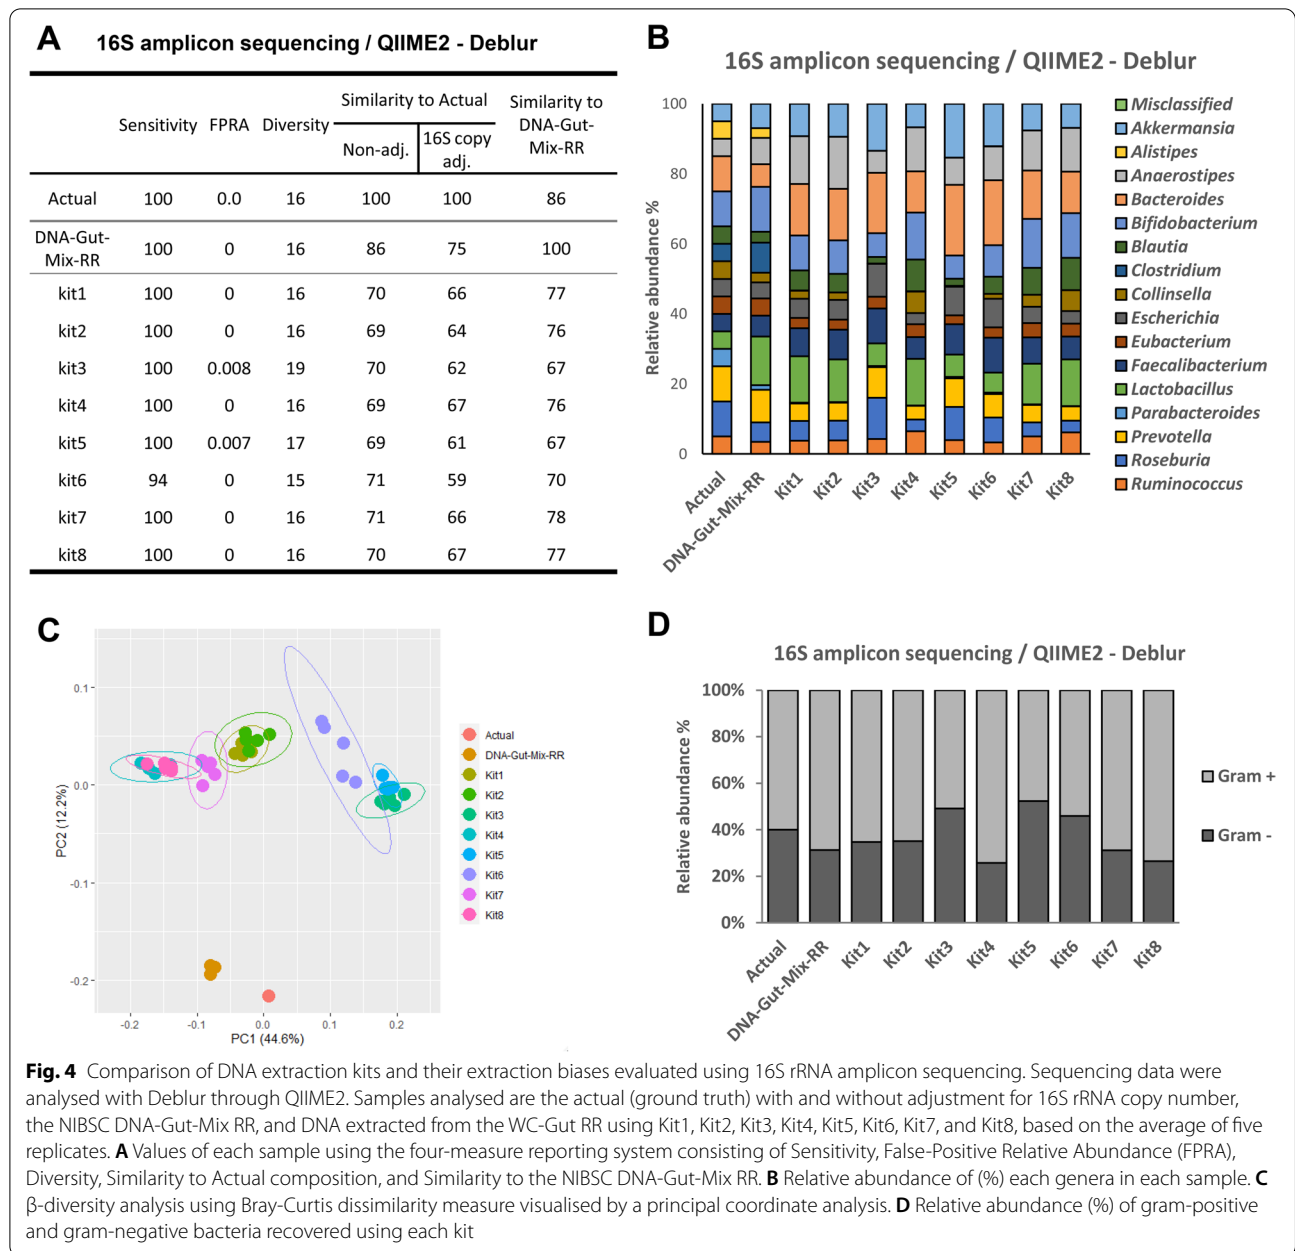 A 16S amplicon sequencing / QIIME2 - Deblur
Sensitivity FPRA Diversity Similarity to Actual Similarity to DNA-Gut-Mix-RR
Non-adj. 16S copy adj.
Actual 100 0.0 16 100 100 86
DNA-Gut-Mix-RR 100 0 16 86 75 100
kit1 100 0 16 70 66 77
kit2 100 0 16 69 64 76
kit3 100 0.008 19 70 62 67
kit4 100 0 16 69 67 76
kit5 100 0.007 17 69 61 67
kit6 94 0 15 71 59 70
kit7 100 0 16 71 66 78
kit8 100 0 16 70 67 77
B
16S amplicon sequencing / QIIME2 - Deblur
Relative abundance %
100
80
60
40
20
0
Actual
DNA-Gut-Mix-RR
Kit1
Kit2
Kit3
Kit4
Kit5
Kit6
Kit7
Kit8
Misclassified
Akkermansia
Alistipes
Anaerostipes
Bacteroides
Bifidobacterium
Blautia
Clostridium
Collinsella
Escherichia
Eubacterium
Faecalibacterium
Lactobacillus
Parabacteroides
Prevotella
Roseburia
Ruminococcus
C
PC2 (12.2%)
0.1
0.0
-0.1
-0.2
-0.2 -0.1 0.0 0.1 0.2
PC1 (44.6%)
Actual
DNA-Gut-Mix-RR
Kit1
Kit2
Kit3
Kit4
Kit5
Kit6
Kit7
Kit8
D
16S amplicon sequencing / QIIME2 - Deblur
Relative abundance %
100%
80%
60%
40%
20%
0%
Actual
DNA-Gut-Mix-RR
Kit1
Kit2
Kit3
Kit4
Kit5
Kit6
Kit7
Kit8
Gram +
Gram -
Fig. 4 Comparison of DNA extraction kits and their extraction biases evaluated using 16S rRNA amplicon sequencing. Sequencing data were
analysed with Deblur through QIIME2. Samples analysed are the actual (ground truth) with and without adjustment for 16S rRNA copy number,
the NIBSC DNA-Gut-Mix RR, and DNA extracted from the WC-Gut RR using Kit1, Kit2, Kit3, Kit4, Kit5, Kit6, Kit7, and Kit8, based on the average of five
replicates. A Values of each sample using the four-measure reporting system consisting of Sensitivity, False-Positive Relative Abundance (FPRA),
Diversity, Similarity to Actual composition, and Similarity to the NIBSC DNA-Gut-Mix RR. B Relative abundance of (%) each genera in each sample. C
β-diversity analysis using Bray-Curtis dissimilarity measure visualised by a principal coordinate analysis. D Relative abundance (%) of gram-positive
and gram-negative bacteria recovered using each kit